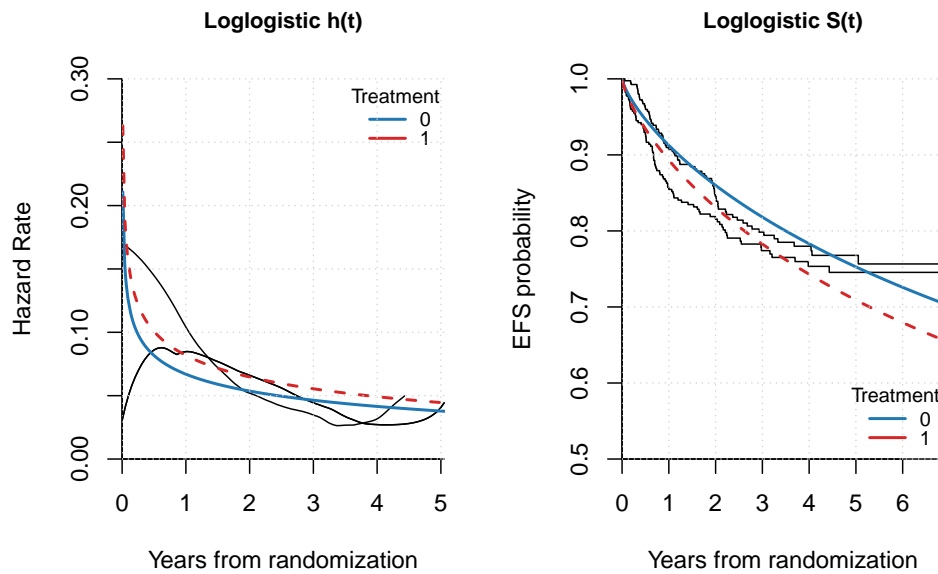 Loglogistic h(t)
Hazard Rate
0.30
0.20
0.10
0.00
Treatment
0
1
0 1 2 3 4 5
Years from randomization
Loglogistic S(t)
EFS probability
1.0
0.9
0.8
0.7
0.6
0.5
Treatment
0
1
0 1 2 3 4 5 6
Years from randomization